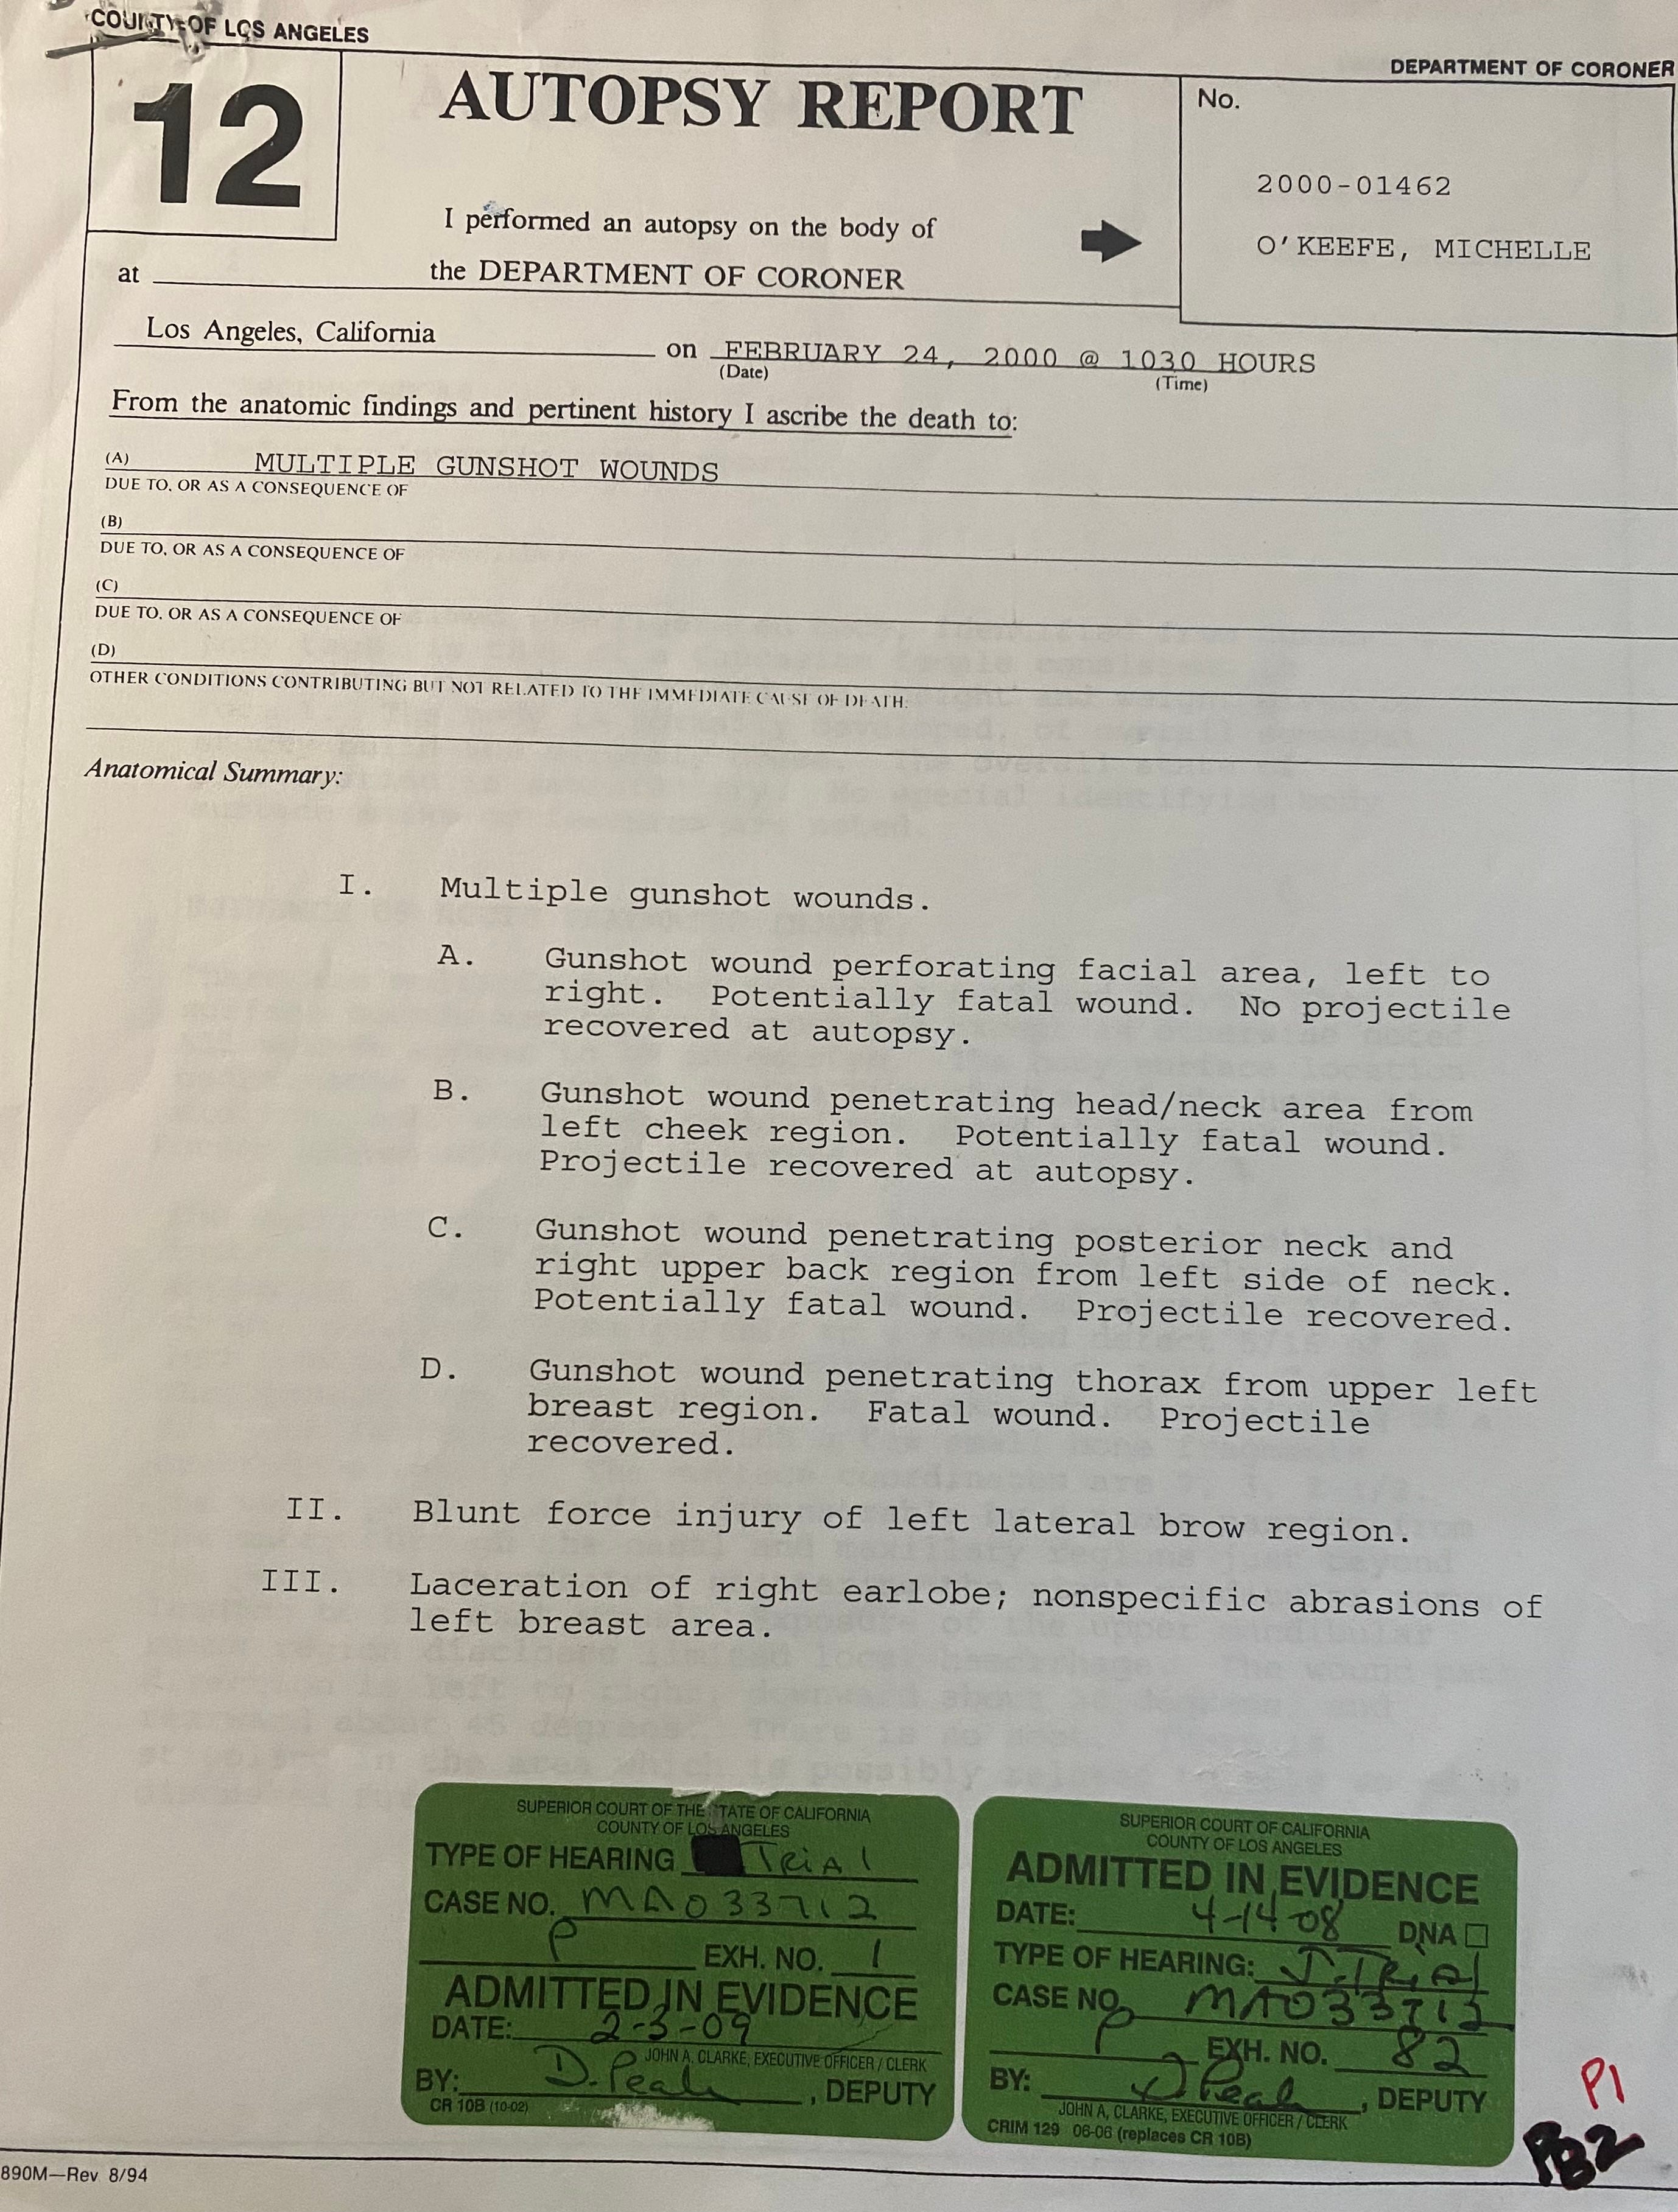 COUNTY OF LOS ANGELES
DEPARTMENT OF CORONER
12
AUTOPSY REPORT
No.
2000-01462
O'KEEFE, MICHELLE
I performed an autopsy on the body of
at the DEPARTMENT OF CORONER
Los Angeles, California on FEBRUARY 24, 2000 @ 1030 HOURS
(Date) (Time)
From the anatomic findings and pertinent history I ascribe the death to:
(A) MULTIPLE GUNSHOT WOUNDS
DUE TO, OR AS A CONSEQUENCE OF
(B)
DUE TO, OR AS A CONSEQUENCE OF
(C)
DUE TO, OR AS A CONSEQUENCE OF
(D)
OTHER CONDITIONS CONTRIBUTING BUT NOT RELATED TO THE IMMEDIATE CAUSE OF DEATH:
Anatomical Summary:
I. Multiple gunshot wounds.
A. Gunshot wound perforating facial area, left to
right. Potentially fatal wound. No projectile
recovered at autopsy.
B. Gunshot wound penetrating head/neck area from
left cheek region. Potentially fatal wound.
Projectile recovered at autopsy.
C. Gunshot wound penetrating posterior neck and
right upper back region from left side of neck.
Potentially fatal wound. Projectile recovered.
D. Gunshot wound penetrating thorax from upper left
breast region. Fatal wound. Projectile
recovered.
II. Blunt force injury of left lateral brow region.
III. Laceration of right earlobe; nonspecific abrasions of
left breast area.
SUPERIOR COURT OF THE STATE OF CALIFORNIA
COUNTY OF LOS ANGELES
TYPE OF HEARING TRIAL
CASE NO. MA033712
P EXH. NO. 1
ADMITTED IN EVIDENCE
DATE: 2-3-09
JOHN A. CLARKE, EXECUTIVE OFFICER / CLERK
BY: D. Peal , DEPUTY
CR 10B (10-02)
SUPERIOR COURT OF CALIFORNIA
COUNTY OF LOS ANGELES
ADMITTED IN EVIDENCE
DATE: 4-14-08 DNA
TYPE OF HEARING: J. TRIAl
CASE NO. MA033712
P EXH. NO. 82
BY: D Peal , DEPUTY
JOHN A. CLARKE, EXECUTIVE OFFICER / CLERK
CRIM 129 06-06 (replaces CR 10B)
P1
890M—Rev. 8/94